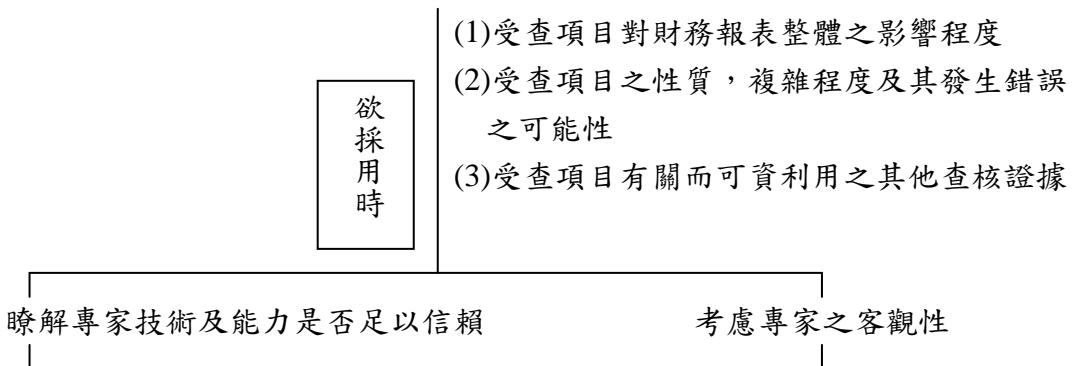 (1)受查項目對財務報表整體之影響程度
(2)受查項目之性質，複雜程度及其發生錯誤
之可能性
(3)受查項目有關而可資利用之其他查核證據
欲採用時
瞭解專家技術及能力是否足以信賴
考慮專家之客觀性